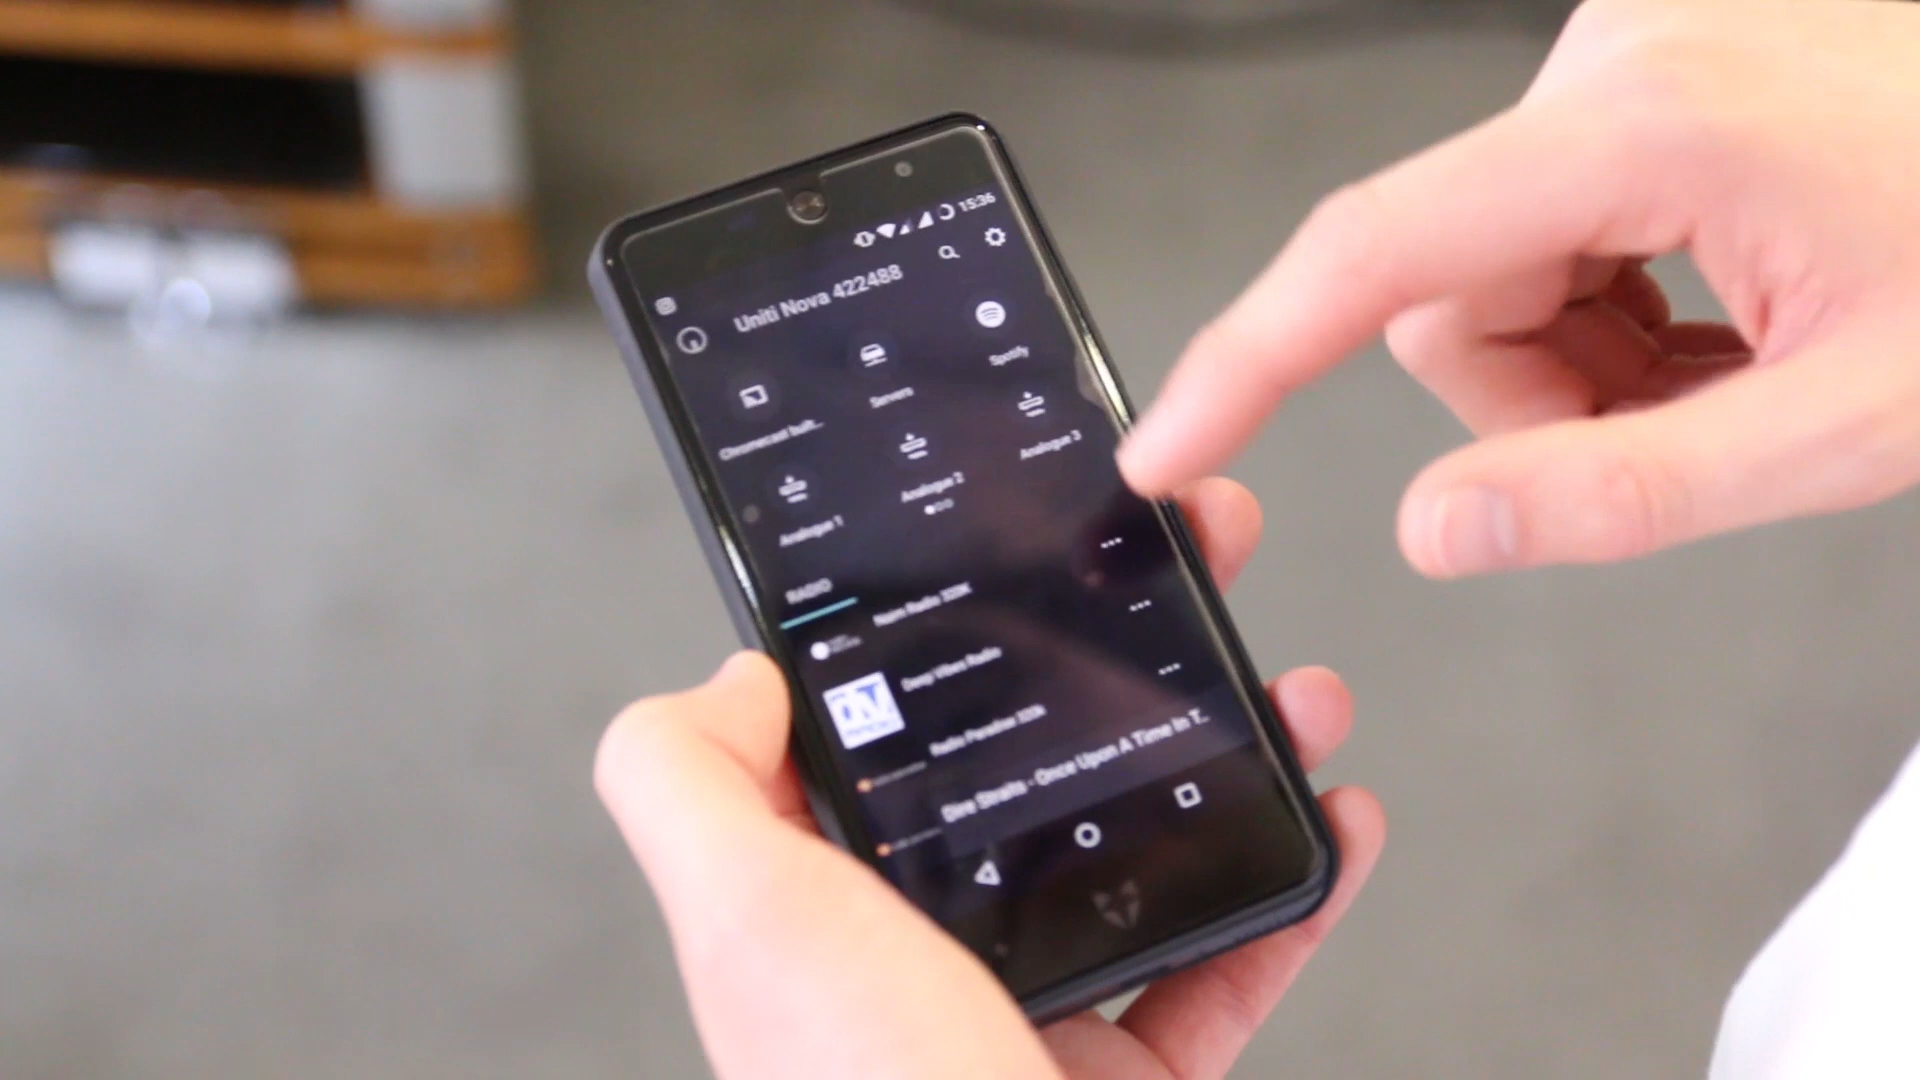 15:36
Uniti Nova 422488
Chromecast built...
Servers
Spotify
Analogue 1
Analogue 2
Analogue 3
RADIO
Naim Radio 320K
Deep Vibes Radio
Radio Paradise 320k
Dire Straits - Once Upon A Time In T..